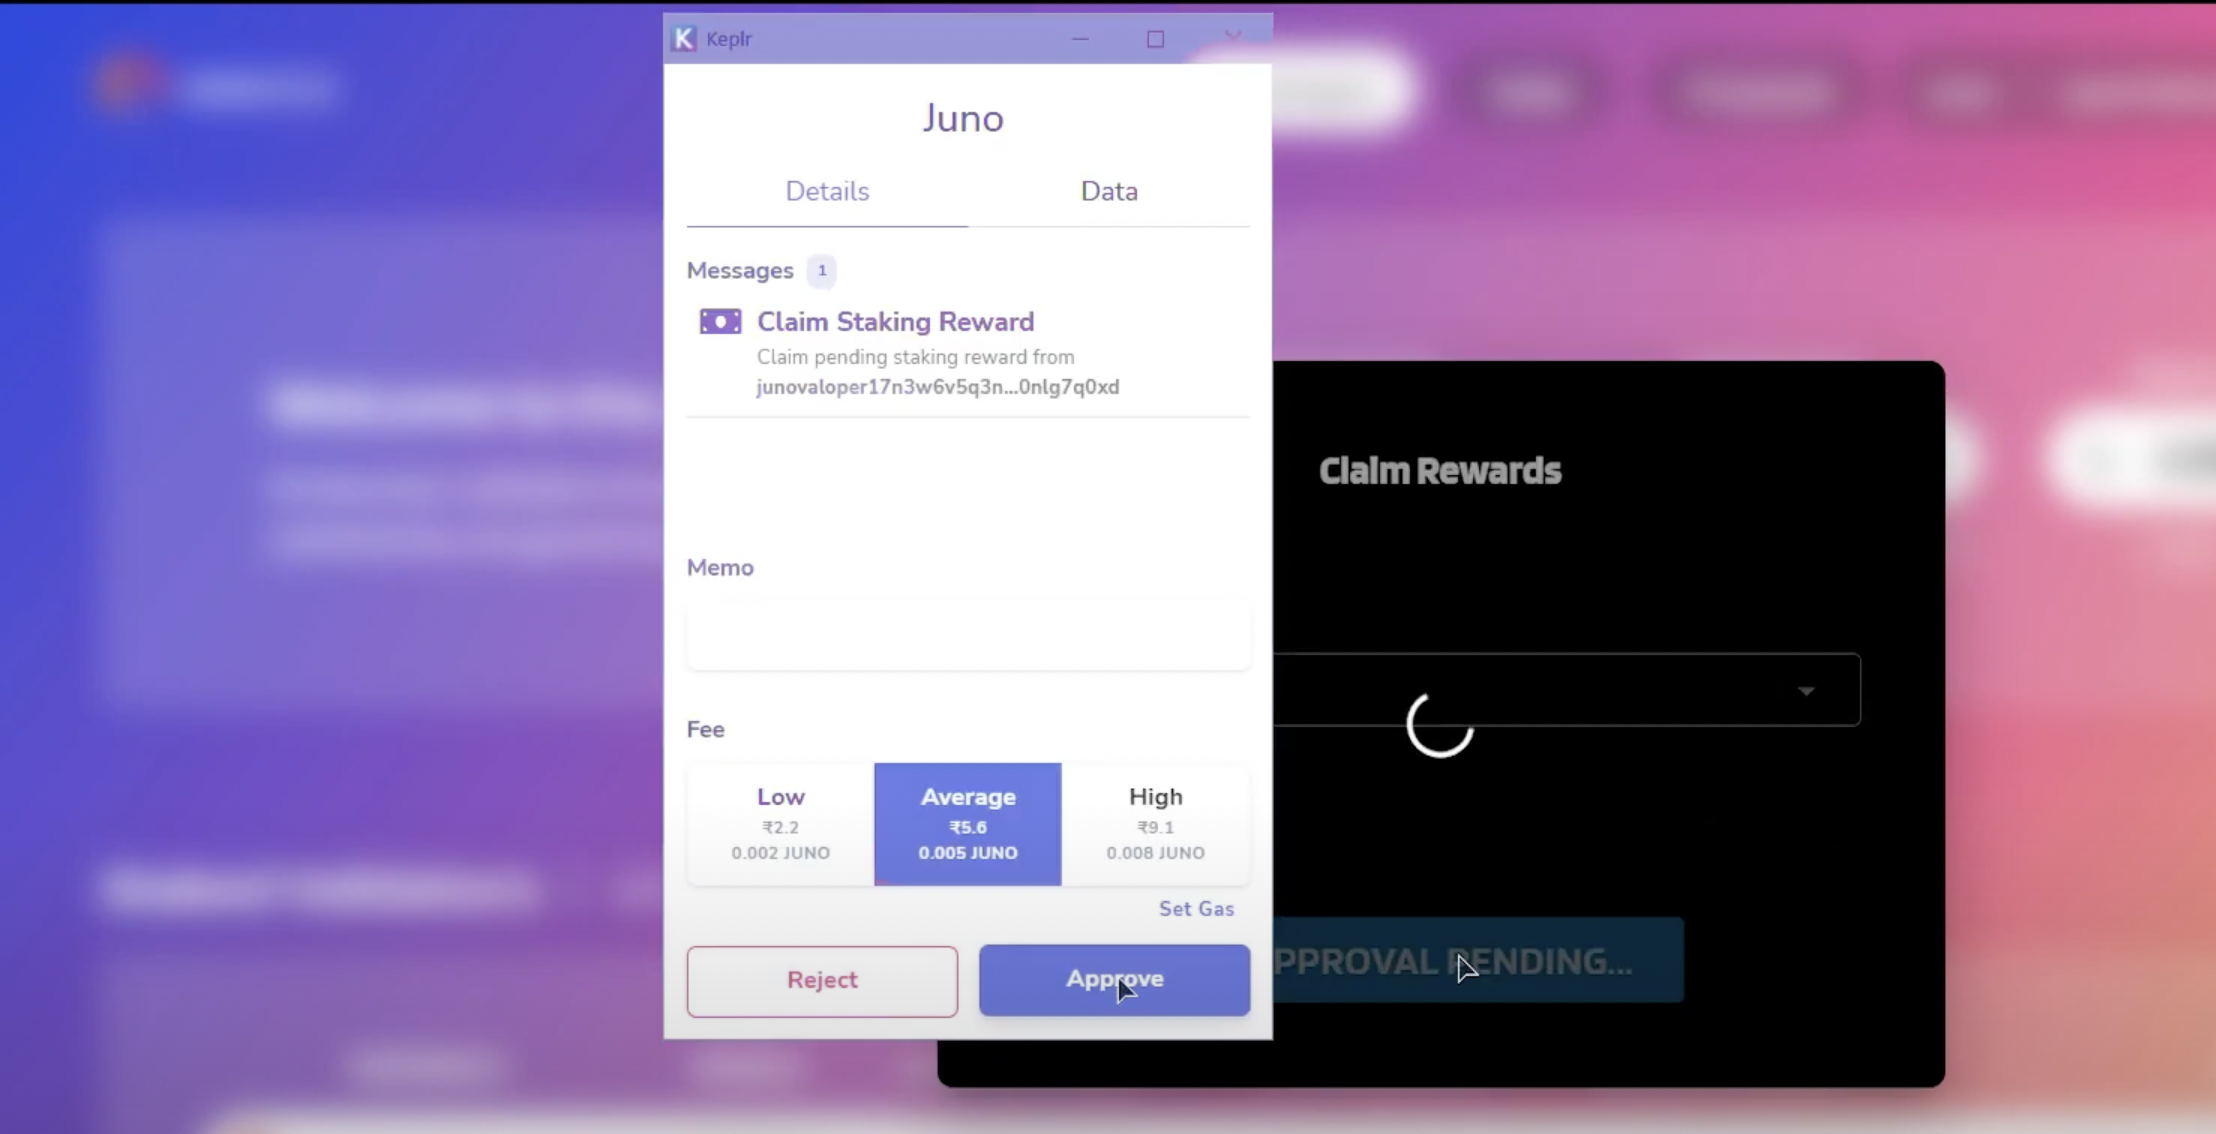 Keplr
Juno
Details
Data
Messages 1
Claim Staking Reward
Claim pending staking reward from
junovaloper17n3w6v5q3n...0nlg7q0xd
Memo
Fee
Low
₹2.2
0.002 JUNO
Average
₹5.6
0.005 JUNO
High
₹9.1
0.008 JUNO
Set Gas
Reject
Approve
Claim Rewards
PPROVAL PENDING...